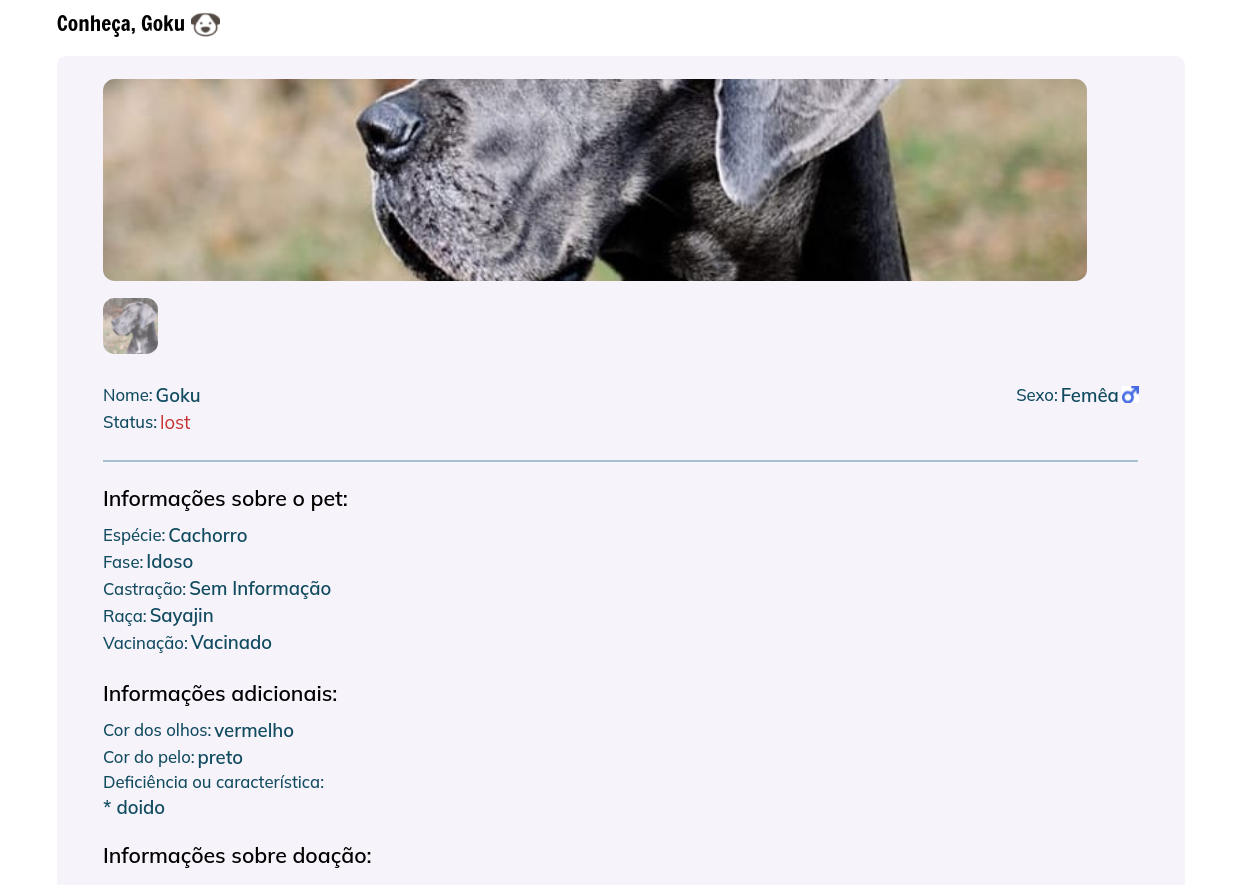 Conheça, Goku
Nome: Goku
Sexo: Femêa
Status: lost
Informações sobre o pet:
Espécie: Cachorro
Fase: Idoso
Castração: Sem Informação
Raça: Sayajin
Vacinação: Vacinado
Informações adicionais:
Cor dos olhos: vermelho
Cor do pelo: preto
Deficiência ou característica:
* doido
Informações sobre doação: